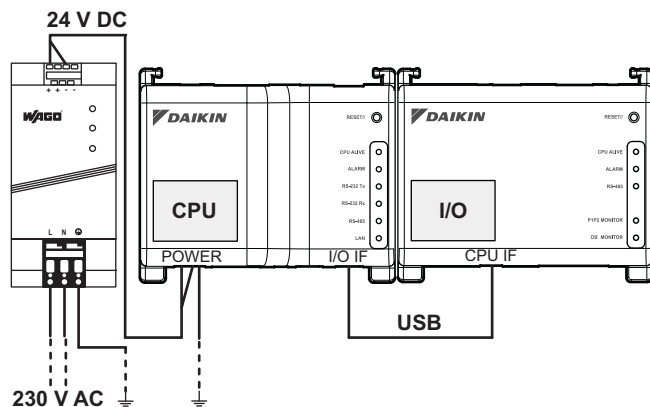 24 V DC
+ + - -
WAGO
L N
230 V AC
DAIKIN
RESET//
CPU ALIVE
ALARM
RS-232 Tx
RS-232 Rx
RS-485
LAN
CPU
POWER
I/O IF
DAIKIN
RESET//
CPU ALIVE
ALARM
RS-485
P1P2 MONITOR
DIII MONITOR
I/O
CPU IF
USB